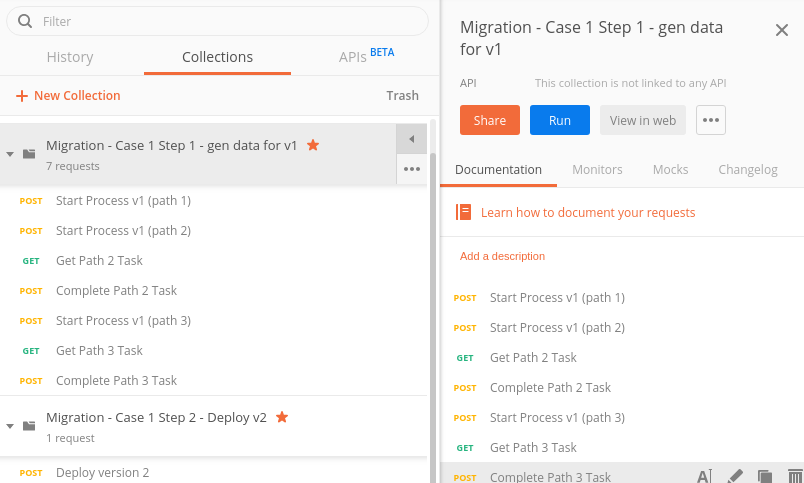 Filter
History
Collections
APIs BETA
New Collection
Trash
Migration - Case 1 Step 1 - gen data for v1
7 requests
POST Start Process v1 (path 1)
POST Start Process v1 (path 2)
GET Get Path 2 Task
POST Complete Path 2 Task
POST Start Process v1 (path 3)
GET Get Path 3 Task
POST Complete Path 3 Task
Migration - Case 1 Step 2 - Deploy v2
1 request
POST Deploy version 2
Migration - Case 1 Step 1 - gen data
for v1
API This collection is not linked to any API
Share
Run
View in web
Documentation
Monitors
Mocks
Changelog
Learn how to document your requests
Add a description
POST Start Process v1 (path 1)
POST Start Process v1 (path 2)
GET Get Path 2 Task
POST Complete Path 2 Task
POST Start Process v1 (path 3)
GET Get Path 3 Task
POST Complete Path 3 Task